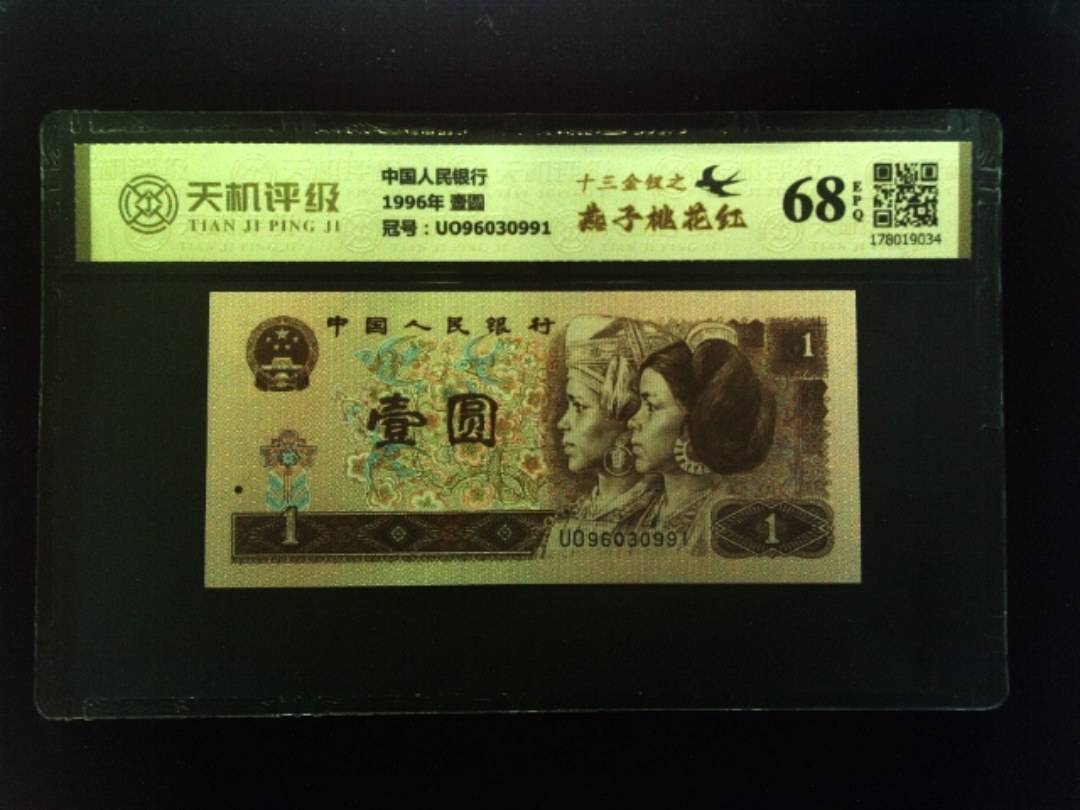 天机评级
TIAN JI PING JI
中国人民银行
1996年 壹圆
冠号：UO96030991
十三金钗之
燕子桃花红
68
EPQ
178019034
中国人民银行
1
壹圆
1
UO96030991
1